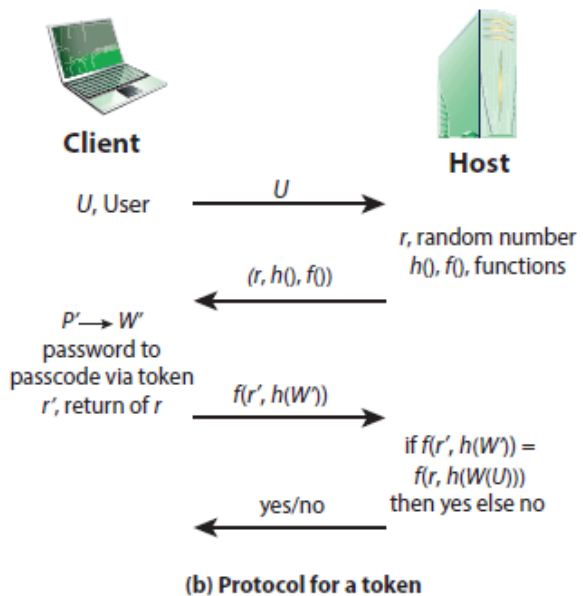 Client
Host
U, User
U
r, random number
h(), f(), functions
(r, h(), f())
P' → W'
password to
passcode via token
r', return of r
f(r', h(W'))
if f(r', h(W')) =
f(r, h(W(U)))
then yes else no
yes/no
(b) Protocol for a token